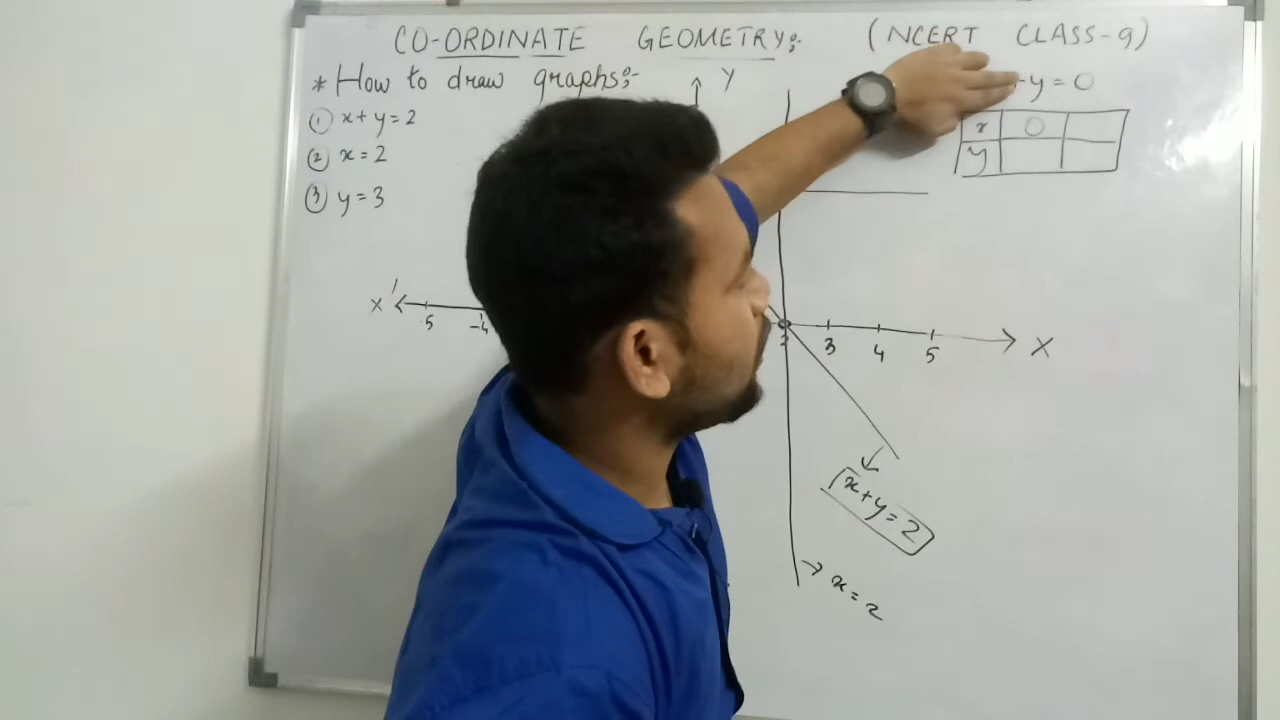 CO-ORDINATE GEOMETRY:- (NCERT CLASS-9)
* How to draw graphs:-
① x+y=2
② x=2
③ y=3
Y
-y=0
x 0
y
X'
5 -4 2 3 4 5 X
x+y=2
→ x=2